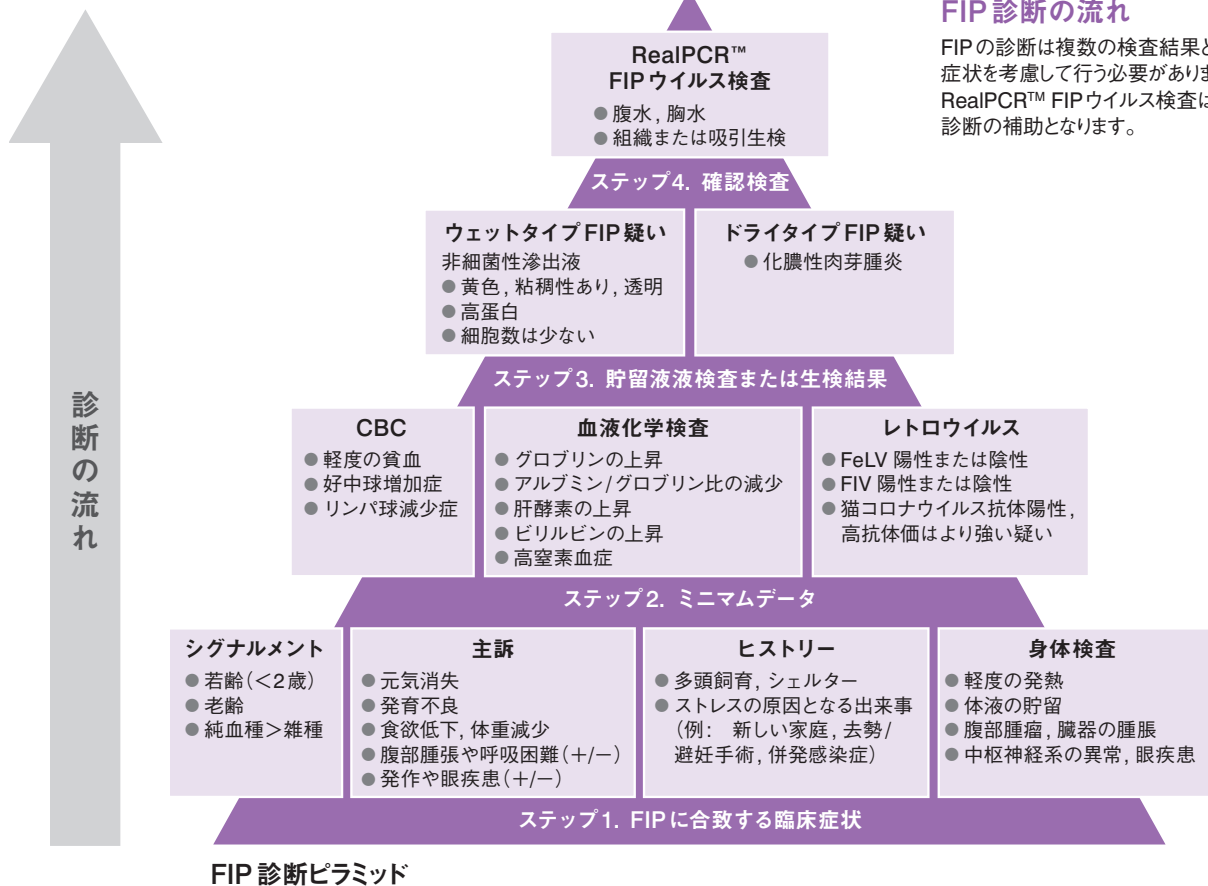 FIP診断の流れ
FIPの診断は複数の検査結果と
症状を考慮して行う必要がありま
RealPCR™ FIPウイルス検査は
診断の補助となります。
診断の流れ
RealPCR™
FIPウイルス検査
● 腹水,胸水
● 組織または吸引生検
ステップ4. 確認検査
ウェットタイプFIP疑い
非細菌性滲出液
● 黄色,粘稠性あり,透明
● 高蛋白
● 細胞数は少ない
ドライタイプFIP疑い
● 化膿性肉芽腫炎
ステップ3. 貯留液液検査または生検結果
CBC
● 軽度の貧血
● 好中球増加症
● リンパ球減少症
血液化学検査
● グロブリンの上昇
● アルブミン/グロブリン比の減少
● 肝酵素の上昇
● ビリルビンの上昇
● 高窒素血症
レトロウイルス
● FeLV 陽性または陰性
● FIV 陽性または陰性
● 猫コロナウイルス抗体陽性,
高抗体価はより強い疑い
ステップ2. ミニマムデータ
シグナルメント
● 若齢(<2歳)
● 老齢
● 純血種>雑種
主訴
● 元気消失
● 発育不良
● 食欲低下,体重減少
● 腹部腫張や呼吸困難(+/−)
● 発作や眼疾患(+/−)
ヒストリー
● 多頭飼育,シェルター
● ストレスの原因となる出来事
(例: 新しい家庭,去勢/
避妊手術,併発感染症)
身体検査
● 軽度の発熱
● 体液の貯留
● 腹部腫瘤,臓器の腫脹
● 中枢神経系の異常,眼疾患
ステップ1. FIPに合致する臨床症状
FIP診断ピラミッド